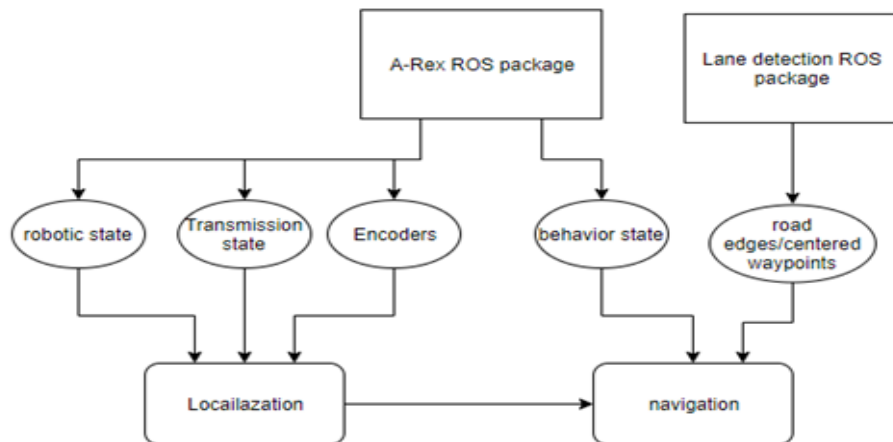 A-Rex ROS package
Lane detection ROS
package
robotic state
Transmission
state
Encoders
behavior state
road
edges/centered
waypoints
Locailazation
navigation